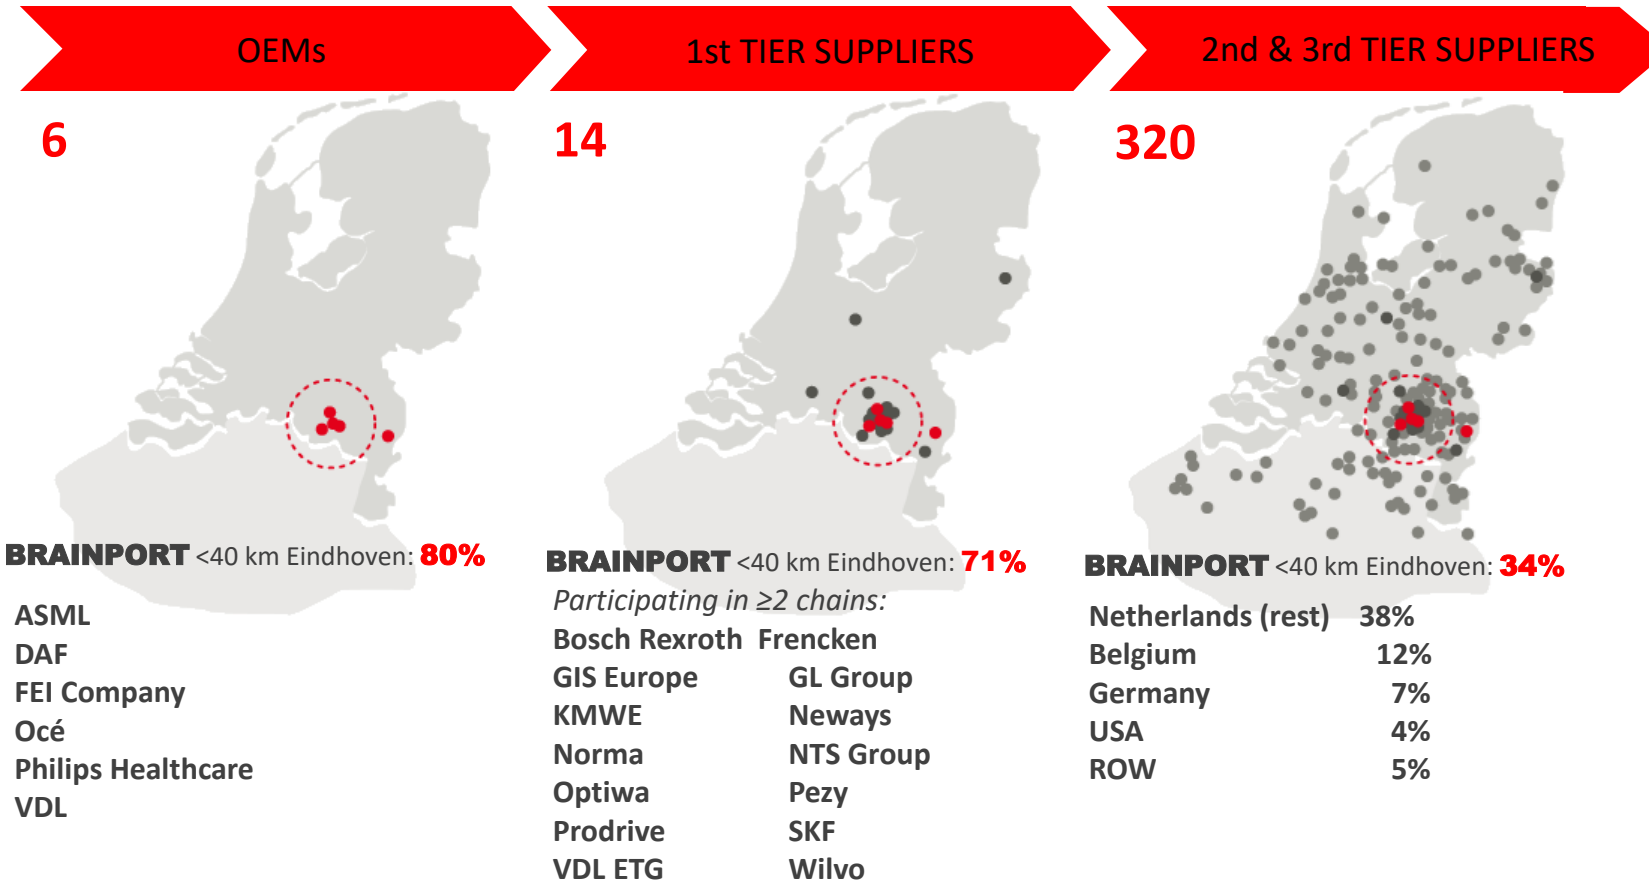 OEMs
6
BRAINPORT <40 km Eindhoven: 80%
ASML
DAF
FEI Company
Océ
Philips Healthcare
VDL
1st TIER SUPPLIERS
14
BRAINPORT <40 km Eindhoven: 71%
Participating in ≥2 chains:
Bosch Rexroth Frencken
GIS Europe GL Group
KMWE Neways
Norma NTS Group
Optiwa Pezy
Prodrive SKF
VDL ETG Wilvo
2nd & 3rd TIER SUPPLIERS
320
BRAINPORT <40 km Eindhoven: 34%
Netherlands (rest) 38%
Belgium 12%
Germany 7%
USA 4%
ROW 5%